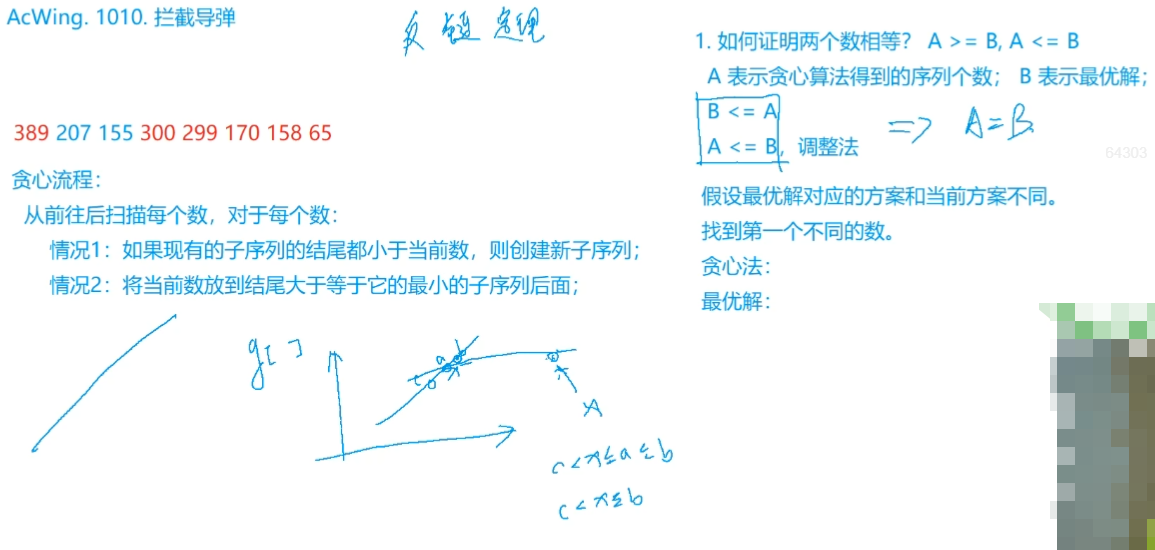 AcWing. 1010. 拦截导弹
反 链 定理
389 207 155 300 299 170 158 65
贪心流程：
从前往后扫描每个数，对于每个数：
情况1：如果现有的子序列的结尾都小于当前数，则创建新子序列；
情况2：将当前数放到结尾大于等于它的最小的子序列后面；
g[ ]
c
a
b
x
c < x ≤ a ≤ b
c < x ≤ b
1. 如何证明两个数相等？ A >= B, A <= B
A 表示贪心算法得到的序列个数； B 表示最优解；
B <= A
A <= B，调整法
=> A=B
64303
假设最优解对应的方案和当前方案不同。
找到第一个不同的数。
贪心法：
最优解：